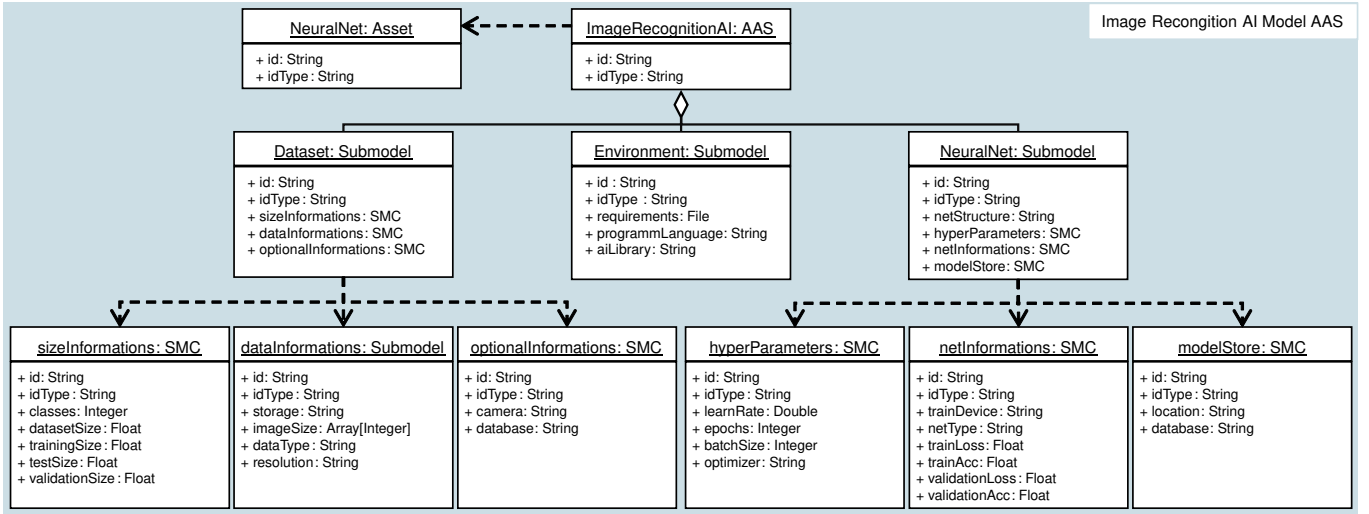 Image Recongition AI Model AAS
NeuralNet: Asset
+ id: String
+ idType: String
ImageRecognitionAI: AAS
+ id: String
+ idType: String
Dataset: Submodel
+ id: String
+ idType: String
+ sizeInformations: SMC
+ dataInformations: SMC
+ optionalInformations: SMC
Environment: Submodel
+ id : String
+ idType : String
+ requirements: File
+ programmLanguage: String
+ aiLibrary: String
NeuralNet: Submodel
+ id: String
+ idType: String
+ netStructure: String
+ hyperParameters: SMC
+ netInformations: SMC
+ modelStore: SMC
sizeInformations: SMC
+ id: String
+ idType: String
+ classes: Integer
+ datasetSize: Float
+ trainingSize: Float
+ testSize: Float
+ validationSize: Float
dataInformations: Submodel
+ id: String
+ idType: String
+ storage: String
+ imageSize: Array[Integer]
+ dataType: String
+ resolution: String
optionalInformations: SMC
+ id: String
+ idType: String
+ camera: String
+ database: String
hyperParameters: SMC
+ id: String
+ idType: String
+ learnRate: Double
+ epochs: Integer
+ batchSize: Integer
+ optimizer: String
netInformations: SMC
+ id: String
+ idType: String
+ trainDevice: String
+ netType: String
+ trainLoss: Float
+ trainAcc: Float
+ validationLoss: Float
+ validationAcc: Float
modelStore: SMC
+ id: String
+ idType: String
+ location: String
+ database: String